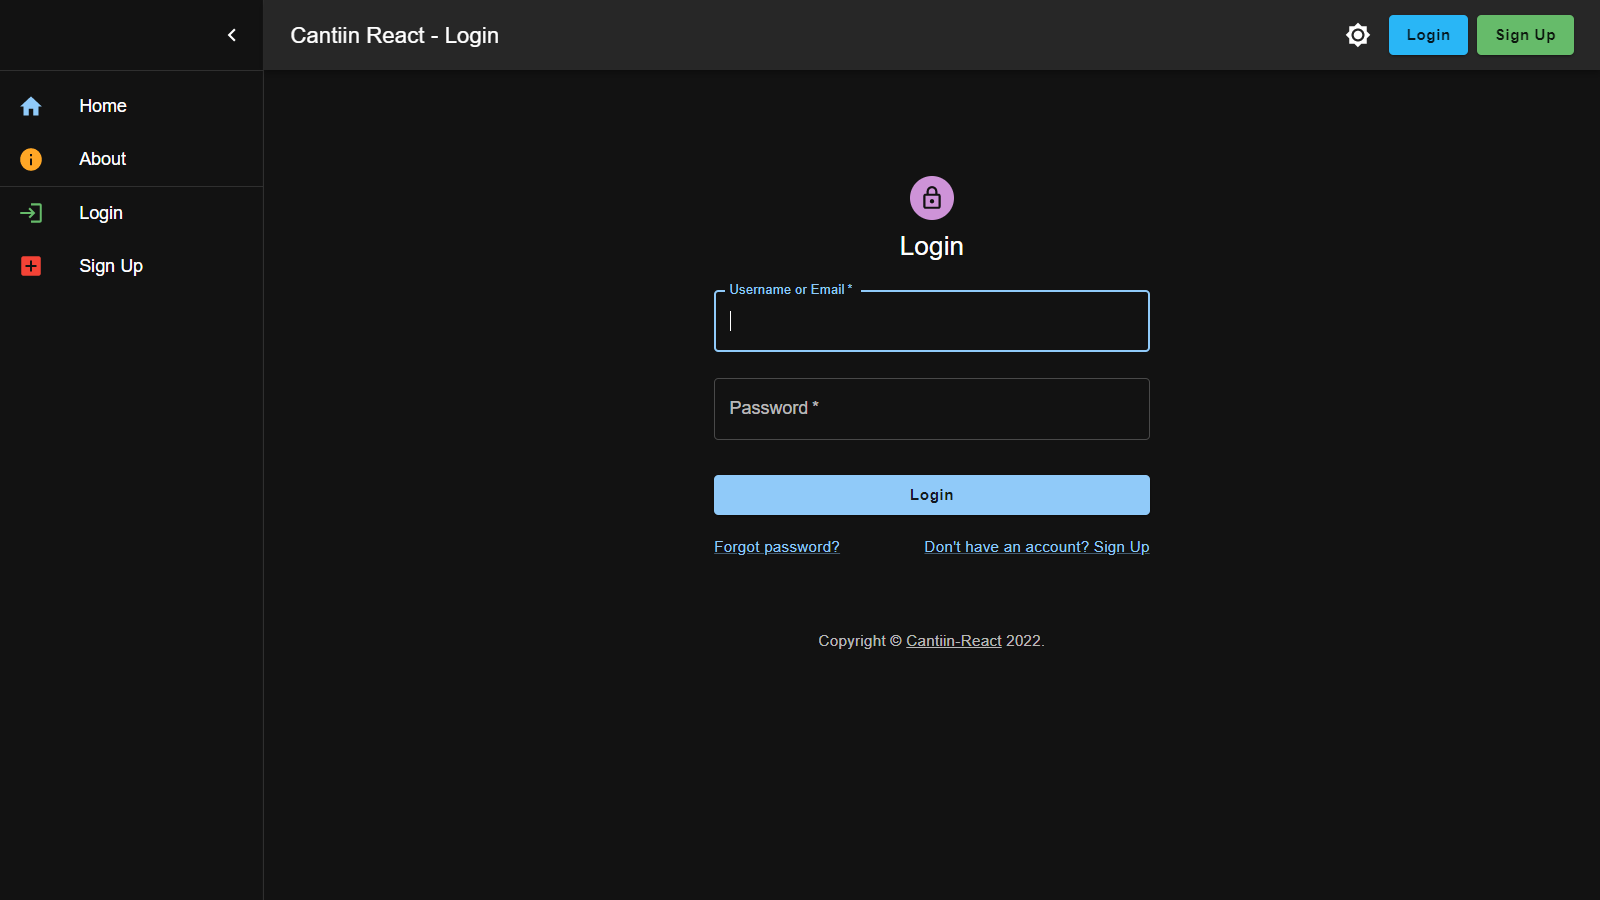 Cantiin React - Login
Login
Sign Up
Home
About
Login
Sign Up
Login
Username or Email *
Password *
Login
Forgot password?
Don't have an account? Sign Up
Copyright © Cantiin-React 2022.